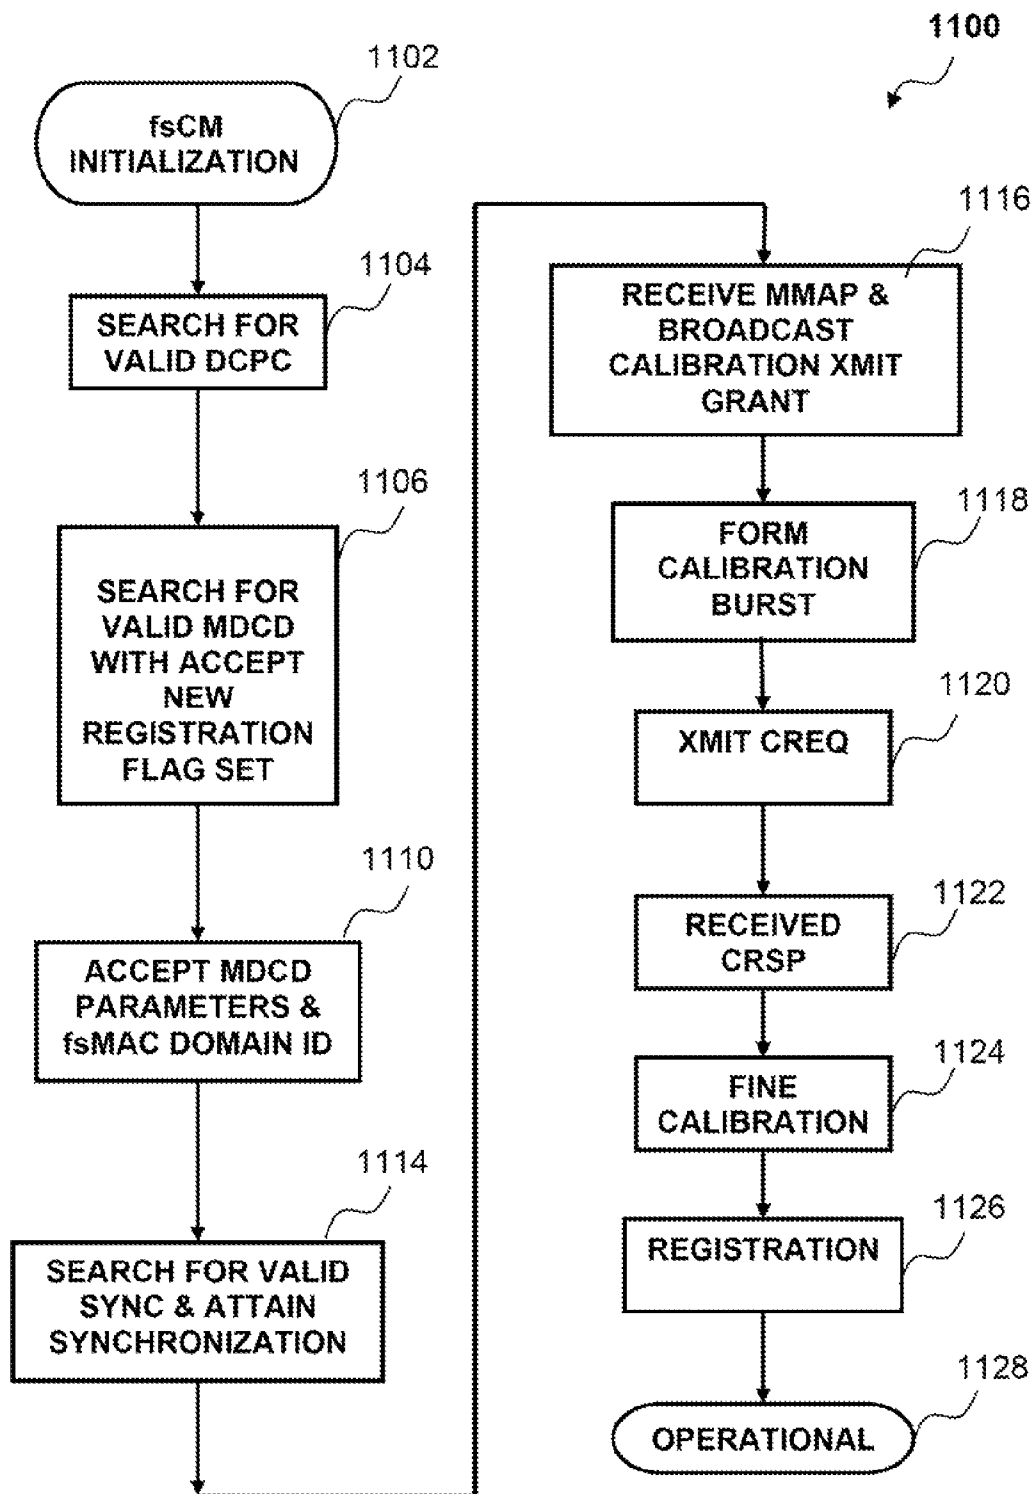 1100
1102
fsCM
INITIALIZATION
1104
SEARCH FOR
VALID DCPC
1106
SEARCH FOR
VALID MDCD
WITH ACCEPT
NEW
REGISTRATION
FLAG SET
1110
ACCEPT MDCD
PARAMETERS &
fsMAC DOMAIN ID
1114
SEARCH FOR VALID
SYNC & ATTAIN
SYNCHRONIZATION
1116
RECEIVE MMAP &
BROADCAST
CALIBRATION XMIT
GRANT
1118
FORM
CALIBRATION
BURST
1120
XMIT CREQ
1122
RECEIVED
CRSP
1124
FINE
CALIBRATION
1126
REGISTRATION
1128
OPERATIONAL